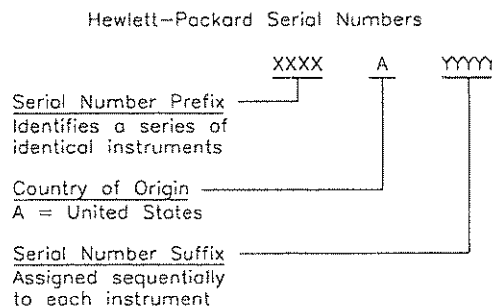 Hewlett-Packard Serial Numbers
XXXX A YYYYY
Serial Number Prefix
Identifies a series of
identical instruments
Country of Origin
A = United States
Serial Number Suffix
Assigned sequentially
to each instrument